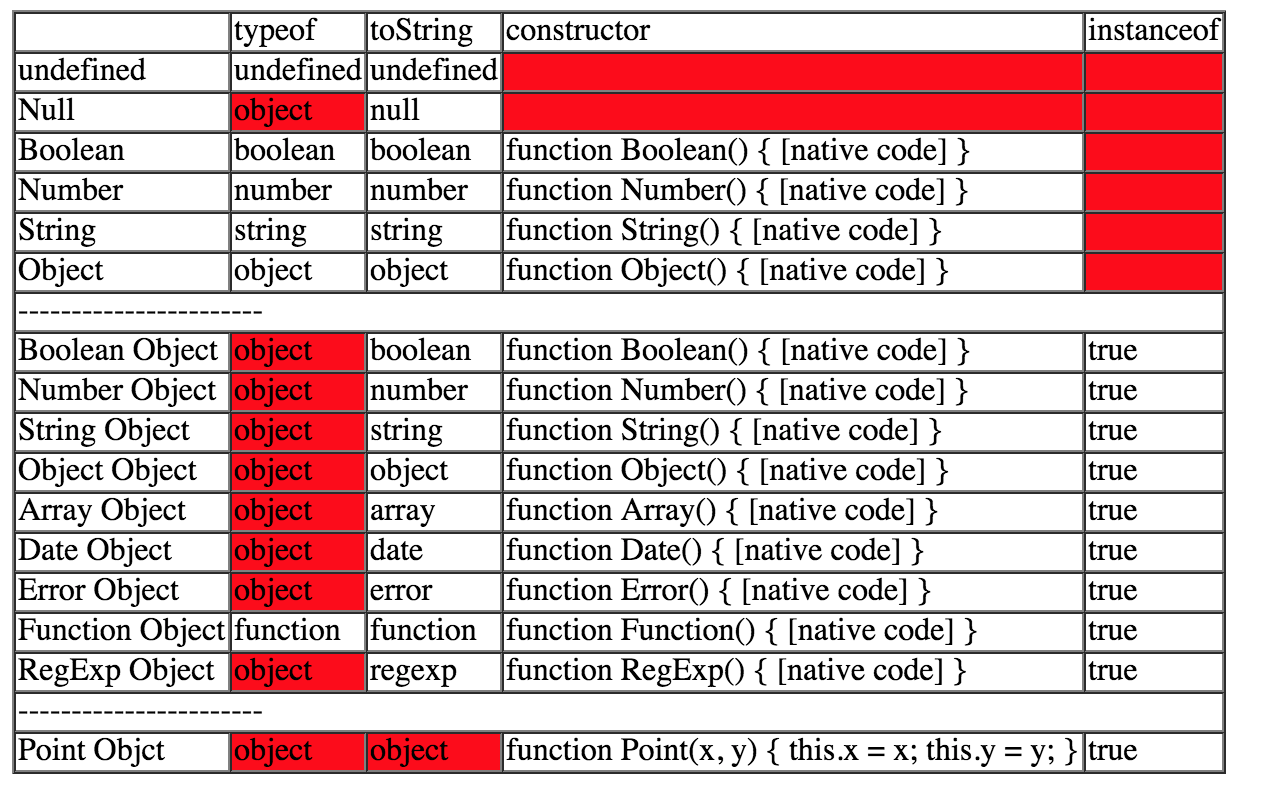 typeof toString constructor instanceof
undefined undefined undefined
Null object null
Boolean boolean boolean function Boolean() { [native code] }
Number number number function Number() { [native code] }
String string string function String() { [native code] }
Object object object function Object() { [native code] }
-----------------------
Boolean Object object boolean function Boolean() { [native code] } true
Number Object object number function Number() { [native code] } true
String Object object string function String() { [native code] } true
Object Object object object function Object() { [native code] } true
Array Object object array function Array() { [native code] } true
Date Object object date function Date() { [native code] } true
Error Object object error function Error() { [native code] } true
Function Object function function function Function() { [native code] } true
RegExp Object object regexp function RegExp() { [native code] } true
-----------------------
Point Objct object object function Point(x, y) { this.x = x; this.y = y; } true